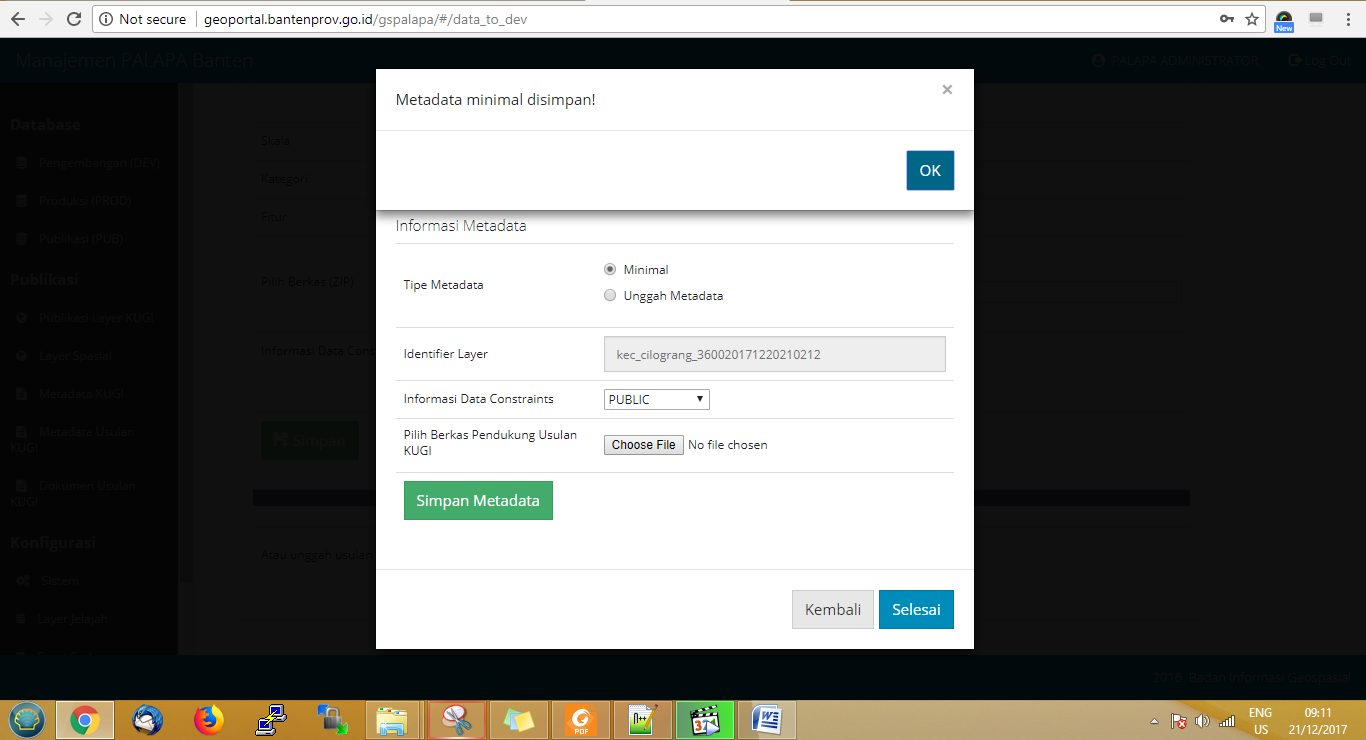 Not secure
geoportal.bantenprov.go.id/gspalapa/#/data_to_dev
New
Manajemen PALAPA Banten
PALAPA ADMINISTRATOR
Log Out
Metadata minimal disimpan!
×
OK
Database
Pengembangan (DEV)
Produksi (PROD)
Publikasi (PUB)
Publikasi
Publikasi Layer KUGI
Layer Spasial
Metadata KUGI
Metadata Usulan
KUGI
Dokumen Usulan
KUGI
Konfigurasi
Sistem
Layer Jelajah
Skala
Kategori
Fitur
Pilih Berkas (ZIP)
Informasi Data Cons
Simpan
Atau unggah usulan
Informasi Metadata
Tipe Metadata
Minimal
Unggah Metadata
Identifier Layer
kec_cilograng_360020171220210212
Informasi Data Constraints
PUBLIC
Pilih Berkas Pendukung Usulan
KUGI
Choose File No file chosen
Simpan Metadata
Kembali
Selesai
2016. Badan Informasi Geospasial
ENG
US
09:11
21/12/2017